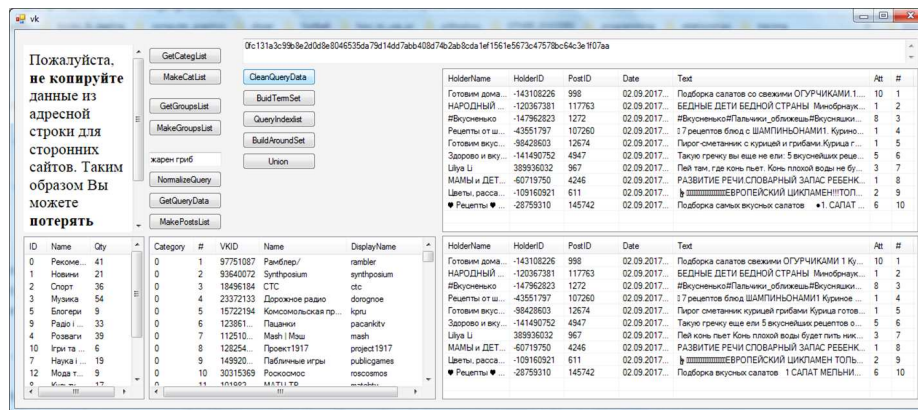 vk
Пожалуйста,
не копируйте
данные из
адресной
строки для
сторонних
сайтов. Таким
образом Вы
можете
потерять
GetCategList
MakeCatList
GetGroupsList
MakeGroupsList
жарен гриб
NormalizeQuery
GetQueryData
MakePostsList
CleanQueryData
BuidTermSet
QueryIndexlist
BuildAroundSet
Union
HolderName HolderID PostID Date Text Att #
Готовим дома... -143108226 998 02.09.2017... Подборка салатов со свежими ОГУРЧИКАМИ.1.... 10 1
НАРОДНЫЙ ... -120367381 117763 02.09.2017... БЕДНЫЕ ДЕТИ БЕДНОЙ СТРАНЫ Минобрнаук... 1 2
#Вкусненько -147962823 1272 02.09.2017... #Вкусненько#Пальчики_оближешь#Вкусняшки... 8 3
Рецепты от ш... -43551797 107260 02.09.2017... 7 рецептов блюд с ШАМПИНЬОНАМИ1. Курино... 1 4
Готовим вкус... -98428603 12674 02.09.2017... Пирог-сметанник с курицей и грибами.Курица г... 1 5
Здорово и вку... -141490752 4947 02.09.2017... Такую гречку вы еще не ели: 5 вкуснейших реце... 5 6
Liliya Li 389936032 967 02.09.2017... Пей там, где конь пьет. Конь плохой воды не бу... 3 7
МАМЫ и ДЕТ... -60719750 4246 02.09.2017... РАЗВИТИЕ РЕЧИ.СЛОВАРНЫЙ ЗАПАС РЕБЕНК... 1 8
Цветы, расса... -109160921 611 02.09.2017... ЕВРОПЕЙСКИЙ ЦИКЛАМЕН!!!ТОЛ... 2 9
♥ Рецепты ♥ ... -28759310 145742 02.09.2017... Подборка самых вкусных салатов ●1. САЛАТ ... 6 10
ID Name Qty
0 Рекоме... 41
1 Новини 21
2 Спорт 36
3 Музика 54
5 Блогери 9
9 Радіо і ... 33
4 Розваги 39
10 Ігри та ... 6
7 Наука і ... 19
12 Мода т... 9
Category # VKID Name DisplayName
0 1 97751087 Рамблер/ rambler
0 2 93640072 Synthposium synthposium
0 3 18496184 СТС ctc
0 4 23372133 Дорожное радио dorognoe
0 5 15722194 Комсомольская пр... kpru
0 6 123861... Пацанки pacankitv
0 7 112510... Mash | Мэш mash
0 8 128254... Проект1917 project1917
0 9 149920... Пабличные игры publicgames
0 10 30315369 Роскосмос roscosmos
HolderName HolderID PostID Date Text Att #
Готовим дома... -143108226 998 02.09.2017... Подборка салатов свежими ОГУРЧИКАМИ 1 Ку... 10 1
НАРОДНЫЙ ... -120367381 117763 02.09.2017... БЕДНЫЕ ДЕТИ БЕДНОЙ СТРАНЫ Минобрнаук... 1 2
#Вкусненько -147962823 1272 02.09.2017... #Вкусненько#Пальчики_оближешь#Вкусняшки... 8 3
Рецепты от ш... -43551797 107260 02.09.2017... 7 рецептов блюд ШАМПИНЬОНАМИ1 Куриное ... 1 4
Готовим вкус... -98428603 12674 02.09.2017... Пирог сметанник курицей грибами Курица готов... 1 5
Здорово и вку... -141490752 4947 02.09.2017... Такую гречку еще ели 5 вкуснейших рецептов о... 5 6
Liliya Li 389936032 967 02.09.2017... Пей конь пьет Конь плохой воды будет пить ник... 3 7
МАМЫ и ДЕТ... -60719750 4246 02.09.2017... РАЗВИТИЕ РЕЧИ СЛОВАРНЫЙ ЗАПАС РЕБЕНК... 1 8
Цветы, расса... -109160921 611 02.09.2017... ЕВРОПЕЙСКИЙ ЦИКЛАМЕН ТОЛЬ... 2 9
♥ Рецепты ♥ ... -28759310 145742 02.09.2017... Подборка вкусных салатов 1 САЛАТ МЕЛЬНИ... 6 10